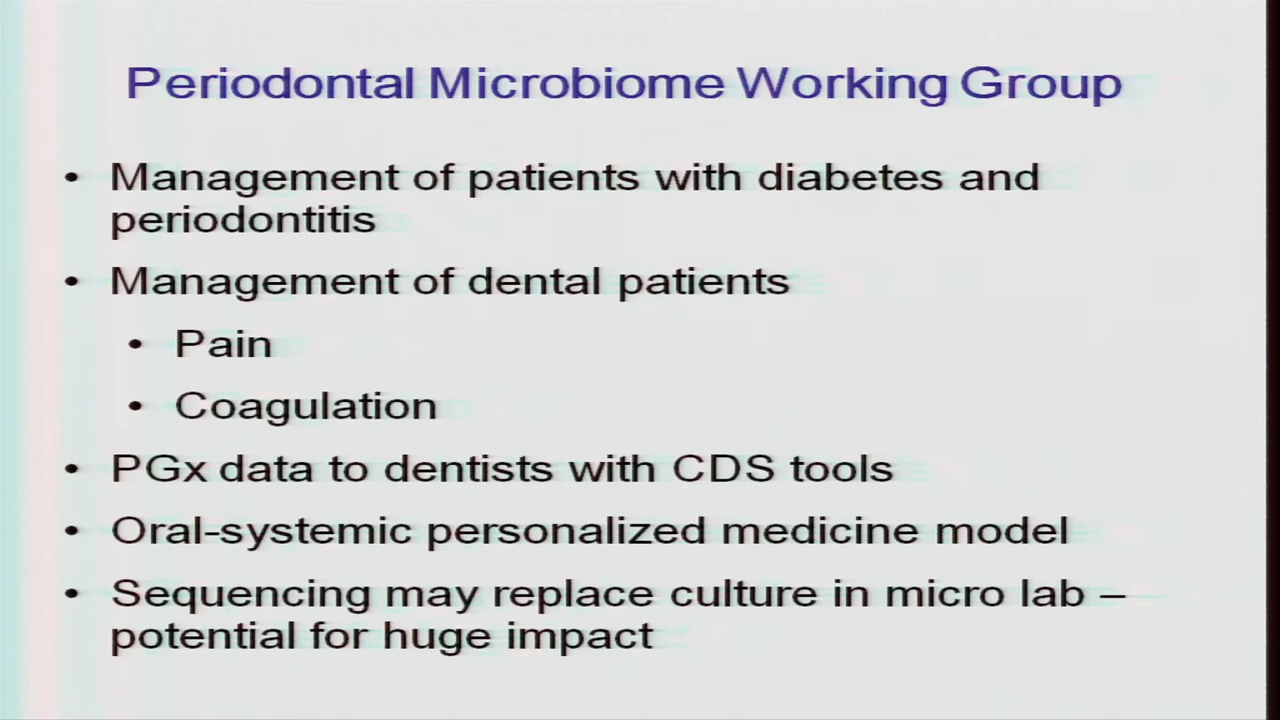 Periodontal Microbiome Working Group
• Management of patients with diabetes and
periodontitis
• Management of dental patients
• Pain
• Coagulation
• PGx data to dentists with CDS tools
• Oral-systemic personalized medicine model
• Sequencing may replace culture in micro lab –
potential for huge impact